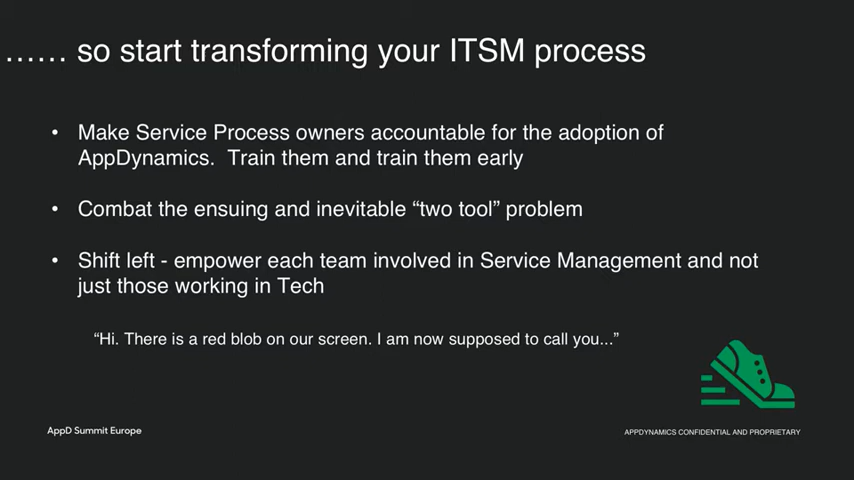 ...... so start transforming your ITSM process
• Make Service Process owners accountable for the adoption of
AppDynamics.  Train them and train them early
• Combat the ensuing and inevitable “two tool” problem
• Shift left - empower each team involved in Service Management and not
just those working in Tech
“Hi. There is a red blob on our screen. I am now supposed to call you...”
AppD Summit Europe
APPDYNAMICS CONFIDENTIAL AND PROPRIETARY